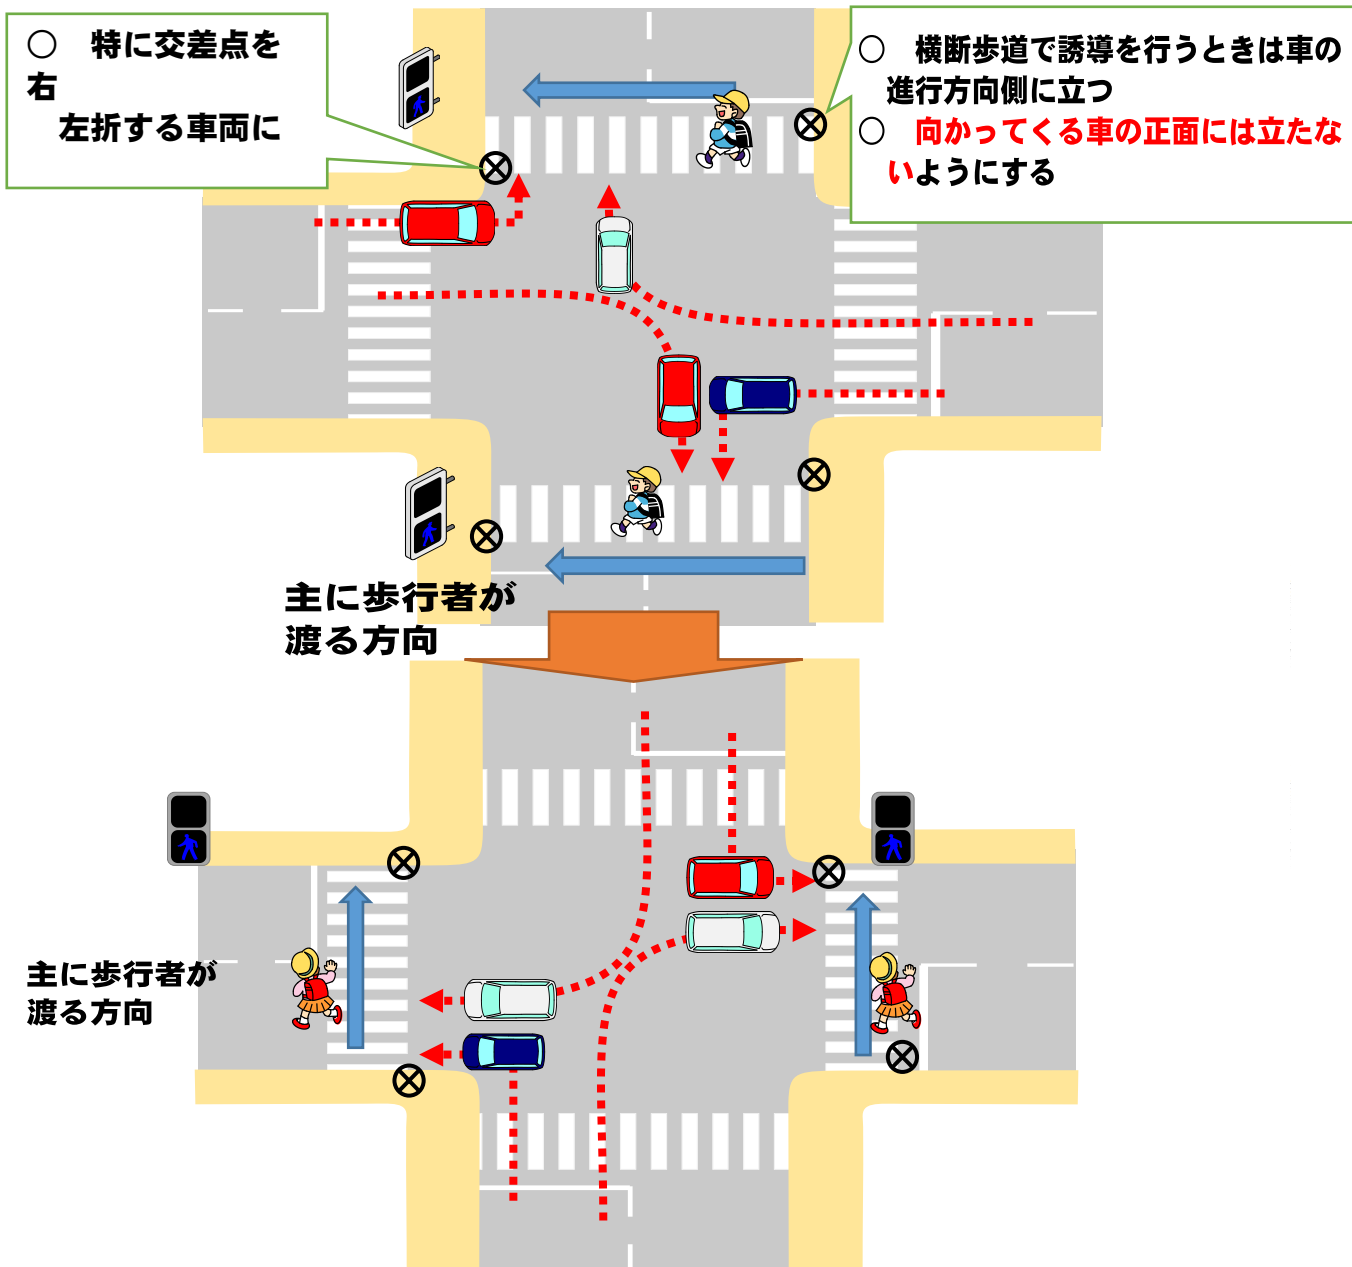 ○　特に交差点を
右
左折する車両に
○　横断歩道で誘導を行うときは車の
進行方向側に立つ
○　向かってくる車の正面には立たな
いようにする
主に歩行者が
渡る方向
主に歩行者が
渡る方向